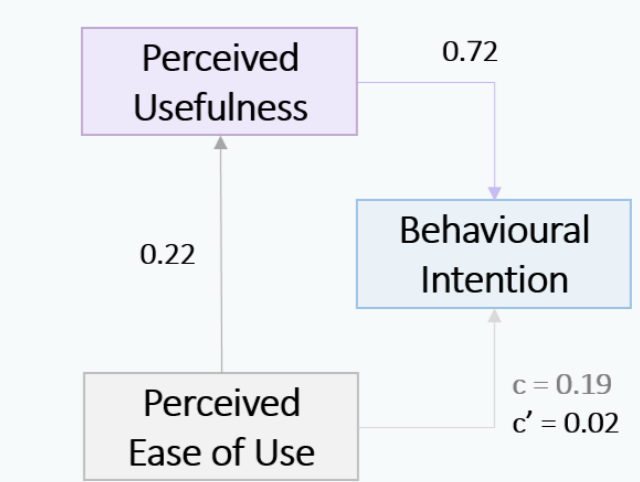 Perceived
Usefulness
0.72
Behavioural
Intention
0.22
Perceived
Ease of Use
c = 0.19
c’ = 0.02